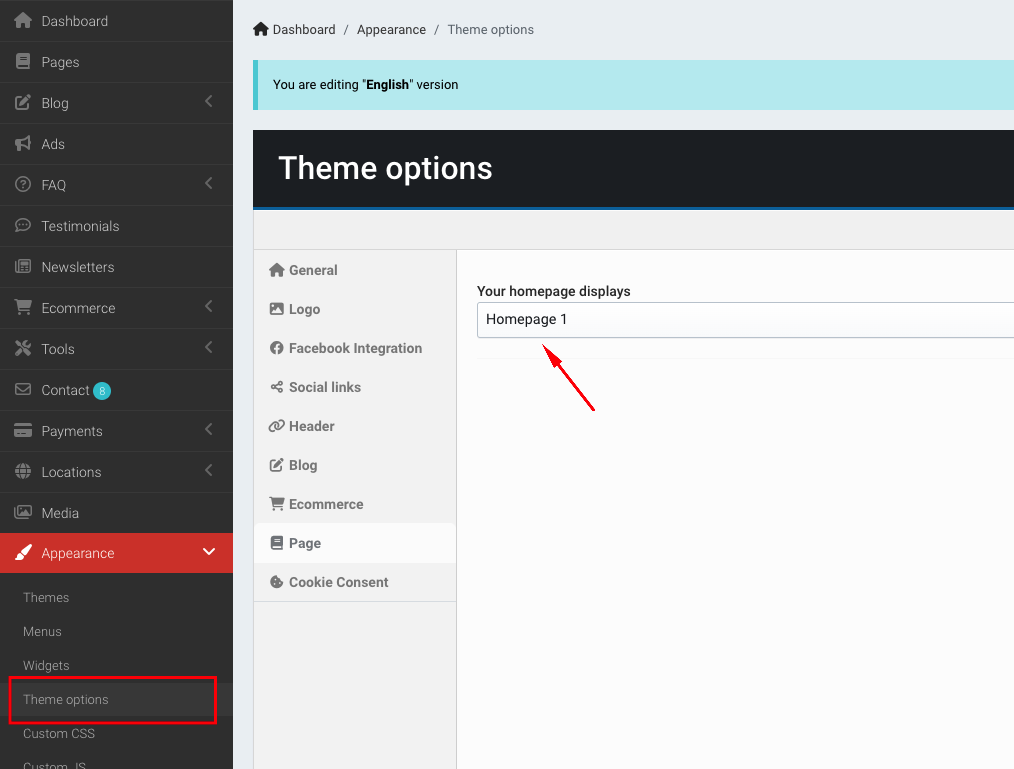 Dashboard
Pages
Blog
Ads
FAQ
Testimonials
Newsletters
Ecommerce
Tools
Contact 8
Payments
Locations
Media
Appearance
Themes
Menus
Widgets
Theme options
Custom CSS
Custom JS
Dashboard / Appearance / Theme options
You are editing "English" version
Theme options
General
Logo
Facebook Integration
Social links
Header
Blog
Ecommerce
Page
Cookie Consent
Your homepage displays
Homepage 1